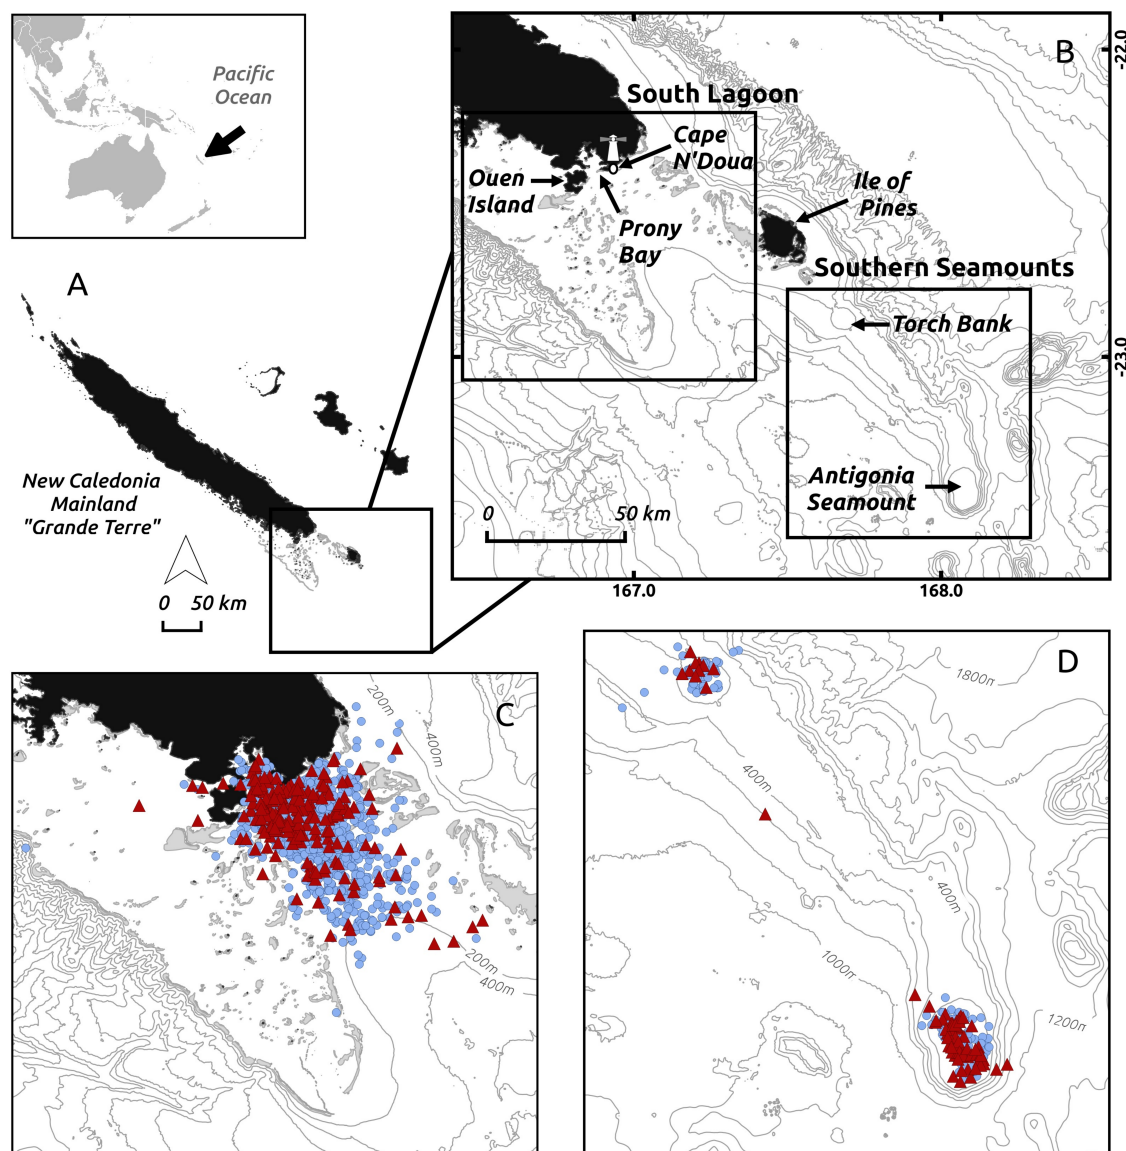 Pacific
Ocean
A
New Caledonia
Mainland
"Grande Terre"
0 50 km
B
South Lagoon
Cape
N'Doua
Ouen
Island
Prony
Bay
Ile of
Pines
Southern Seamounts
Torch Bank
Antigonia
Seamount
0 50 km
-22.0
-23.0
167.0 168.0
C
200m
400m
200m
400m
D
1800m
400m
400m
1000m
1200m